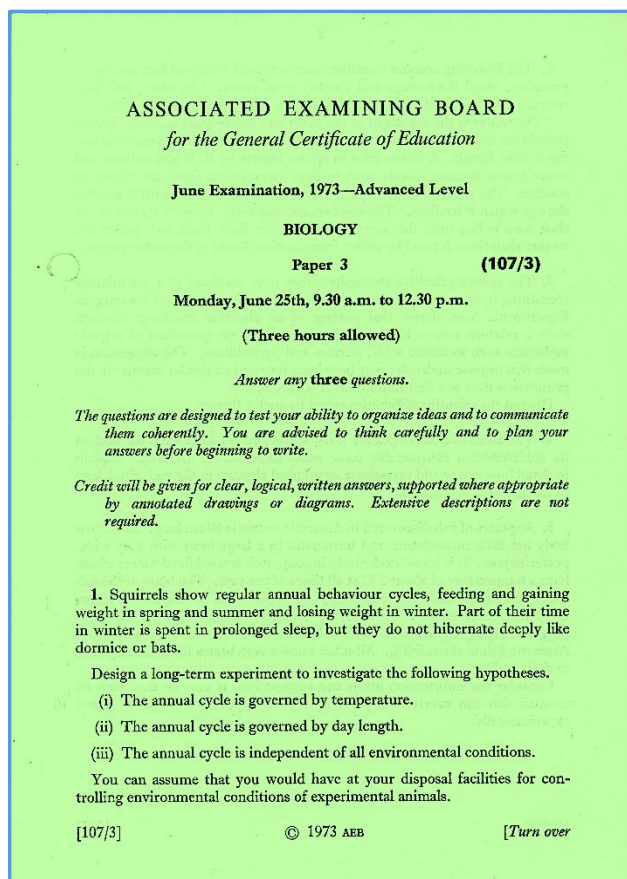 ASSOCIATED EXAMINING BOARD
for the General Certificate of Education
June Examination, 1973—Advanced Level
BIOLOGY
Paper 3 (107/3)
Monday, June 25th, 9.30 a.m. to 12.30 p.m.
(Three hours allowed)
Answer any three questions.
The questions are designed to test your ability to organize ideas and to communicate
them coherently. You are advised to think carefully and to plan your
answers before beginning to write.
Credit will be given for clear, logical, written answers, supported where appropriate
by annotated drawings or diagrams. Extensive descriptions are not
required.
1. Squirrels show regular annual behaviour cycles, feeding and gaining
weight in spring and summer and losing weight in winter. Part of their time
in winter is spent in prolonged sleep, but they do not hibernate deeply like
dormice or bats.
Design a long-term experiment to investigate the following hypotheses.
(i) The annual cycle is governed by temperature.
(ii) The annual cycle is governed by day length.
(iii) The annual cycle is independent of all environmental conditions.
You can assume that you would have at your disposal facilities for con-
trolling environmental conditions of experimental animals.
[107/3] © 1973 AEB [Turn over